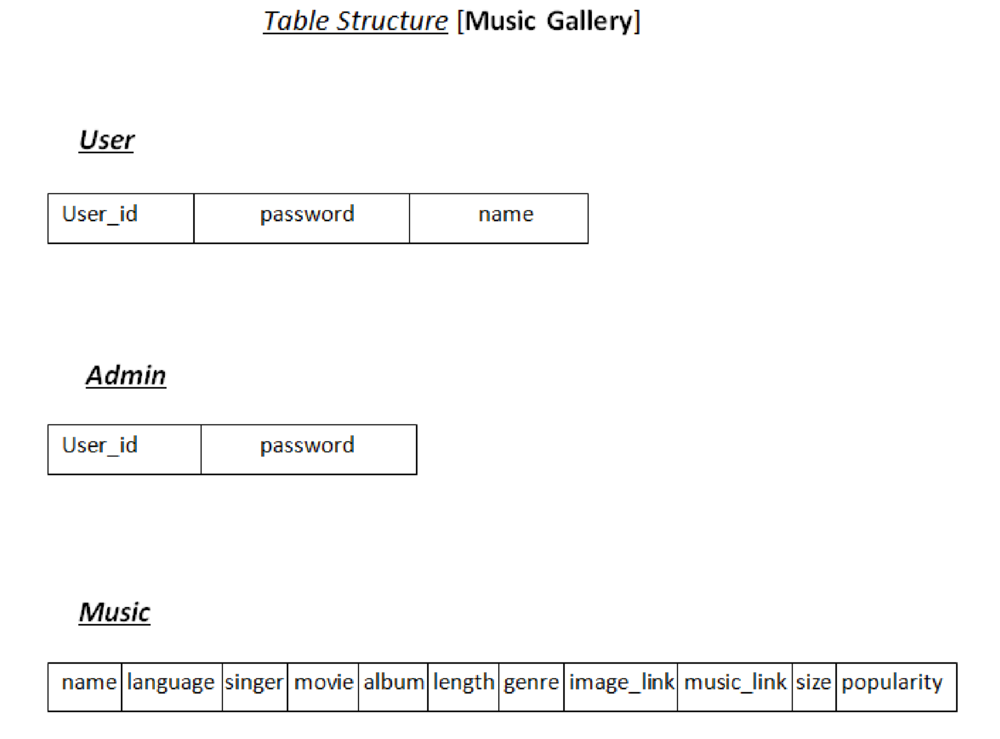 Table Structure [Music Gallery]
User
User_id password name
Admin
User_id password
Music
name language singer movie album length genre image_link music_link size popularity